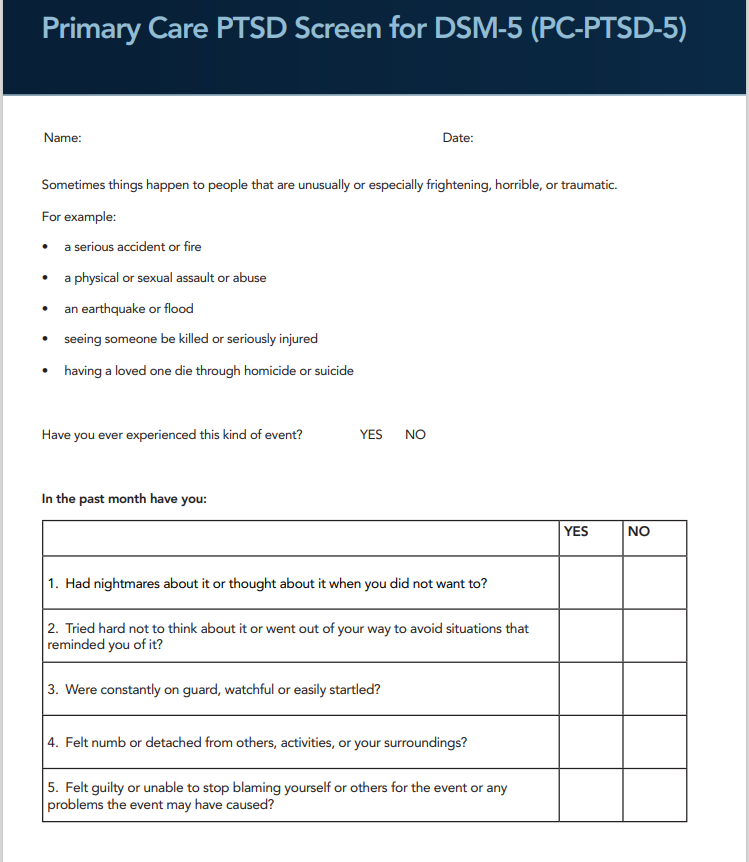 Primary Care PTSD Screen for DSM-5 (PC-PTSD-5)
Name: Date:
Sometimes things happen to people that are unusually or especially frightening, horrible, or traumatic.
For example:
• a serious accident or fire
• a physical or sexual assault or abuse
• an earthquake or flood
• seeing someone be killed or seriously injured
• having a loved one die through homicide or suicide
Have you ever experienced this kind of event? YES NO
In the past month have you:
YES NO
1. Had nightmares about it or thought about it when you did not want to?
2. Tried hard not to think about it or went out of your way to avoid situations that
reminded you of it?
3. Were constantly on guard, watchful or easily startled?
4. Felt numb or detached from others, activities, or your surroundings?
5. Felt guilty or unable to stop blaming yourself or others for the event or any
problems the event may have caused?